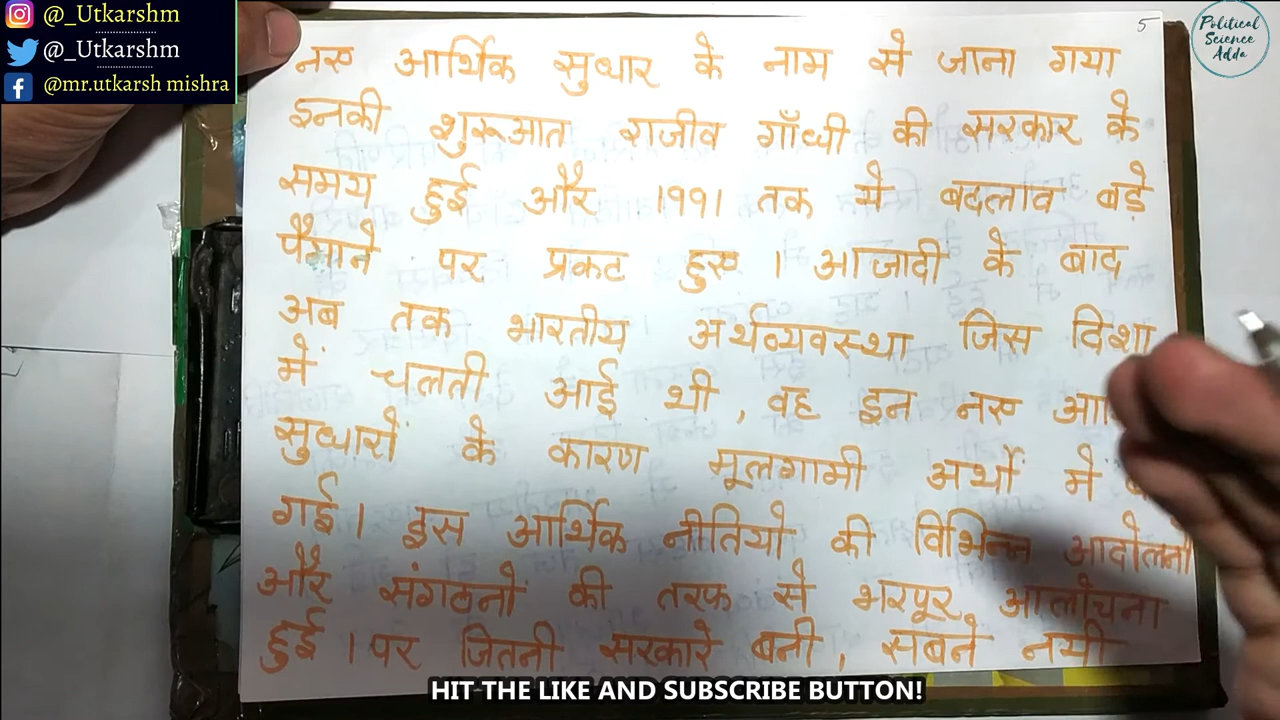 @_Utkarshm
@_Utkarshm
@mr.utkarsh mishra
5
Political
Science
Adda
नए आर्थिक सुधार के नाम से जाना गया
इनकी शुरूआत राजीव गाँधी की सरकार के
समय हुई और 1991 तक ये बदलाव बड़े
पैमाने पर प्रकट हुए । आजादी के बाद
अब तक भारतीय अर्थव्यवस्था जिस दिशा
में चलती आई थी , वह इन नए
सुधारों के कारण मूलगामी अर्थों मे
गई । इस आर्थिक नीतियो की विभिन्न आदोलनो
और संगठनो की तरफ से भरपूर आलोचना
हुई । पर जितनी सरकारे बनी , सबने नयी
HIT THE LIKE AND SUBSCRIBE BUTTON!